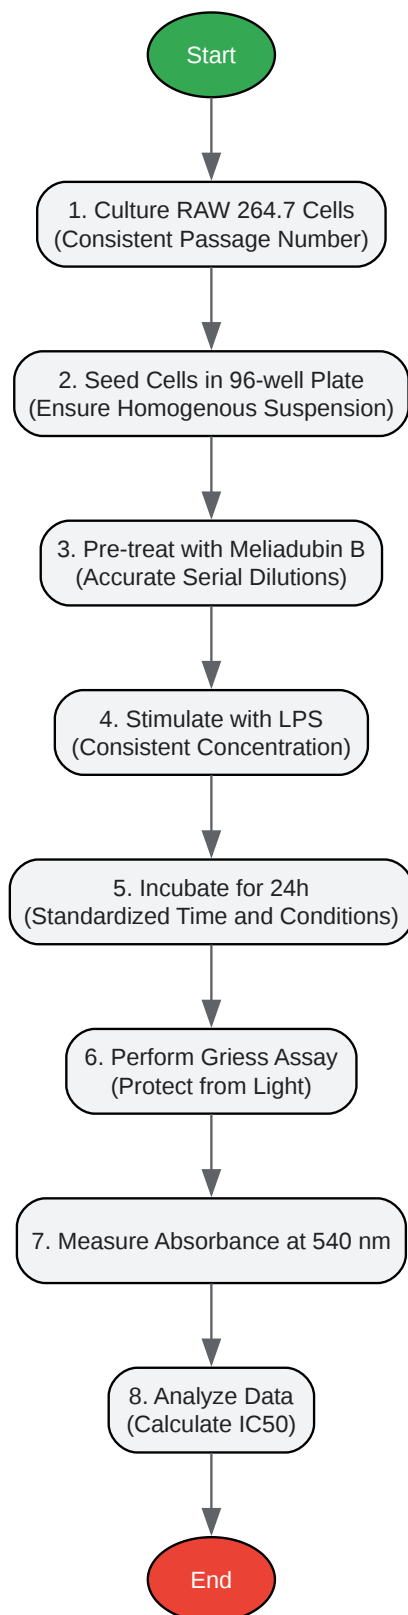 Start
1. Culture RAW 264.7 Cells
(Consistent Passage Number)
2. Seed Cells in 96-well Plate
(Ensure Homogenous Suspension)
3. Pre-treat with Meliadubin B
(Accurate Serial Dilutions)
4. Stimulate with LPS
(Consistent Concentration)
5. Incubate for 24h
(Standardized Time and Conditions)
6. Perform Griess Assay
(Protect from Light)
7. Measure Absorbance at 540 nm
8. Analyze Data
(Calculate IC50)
End